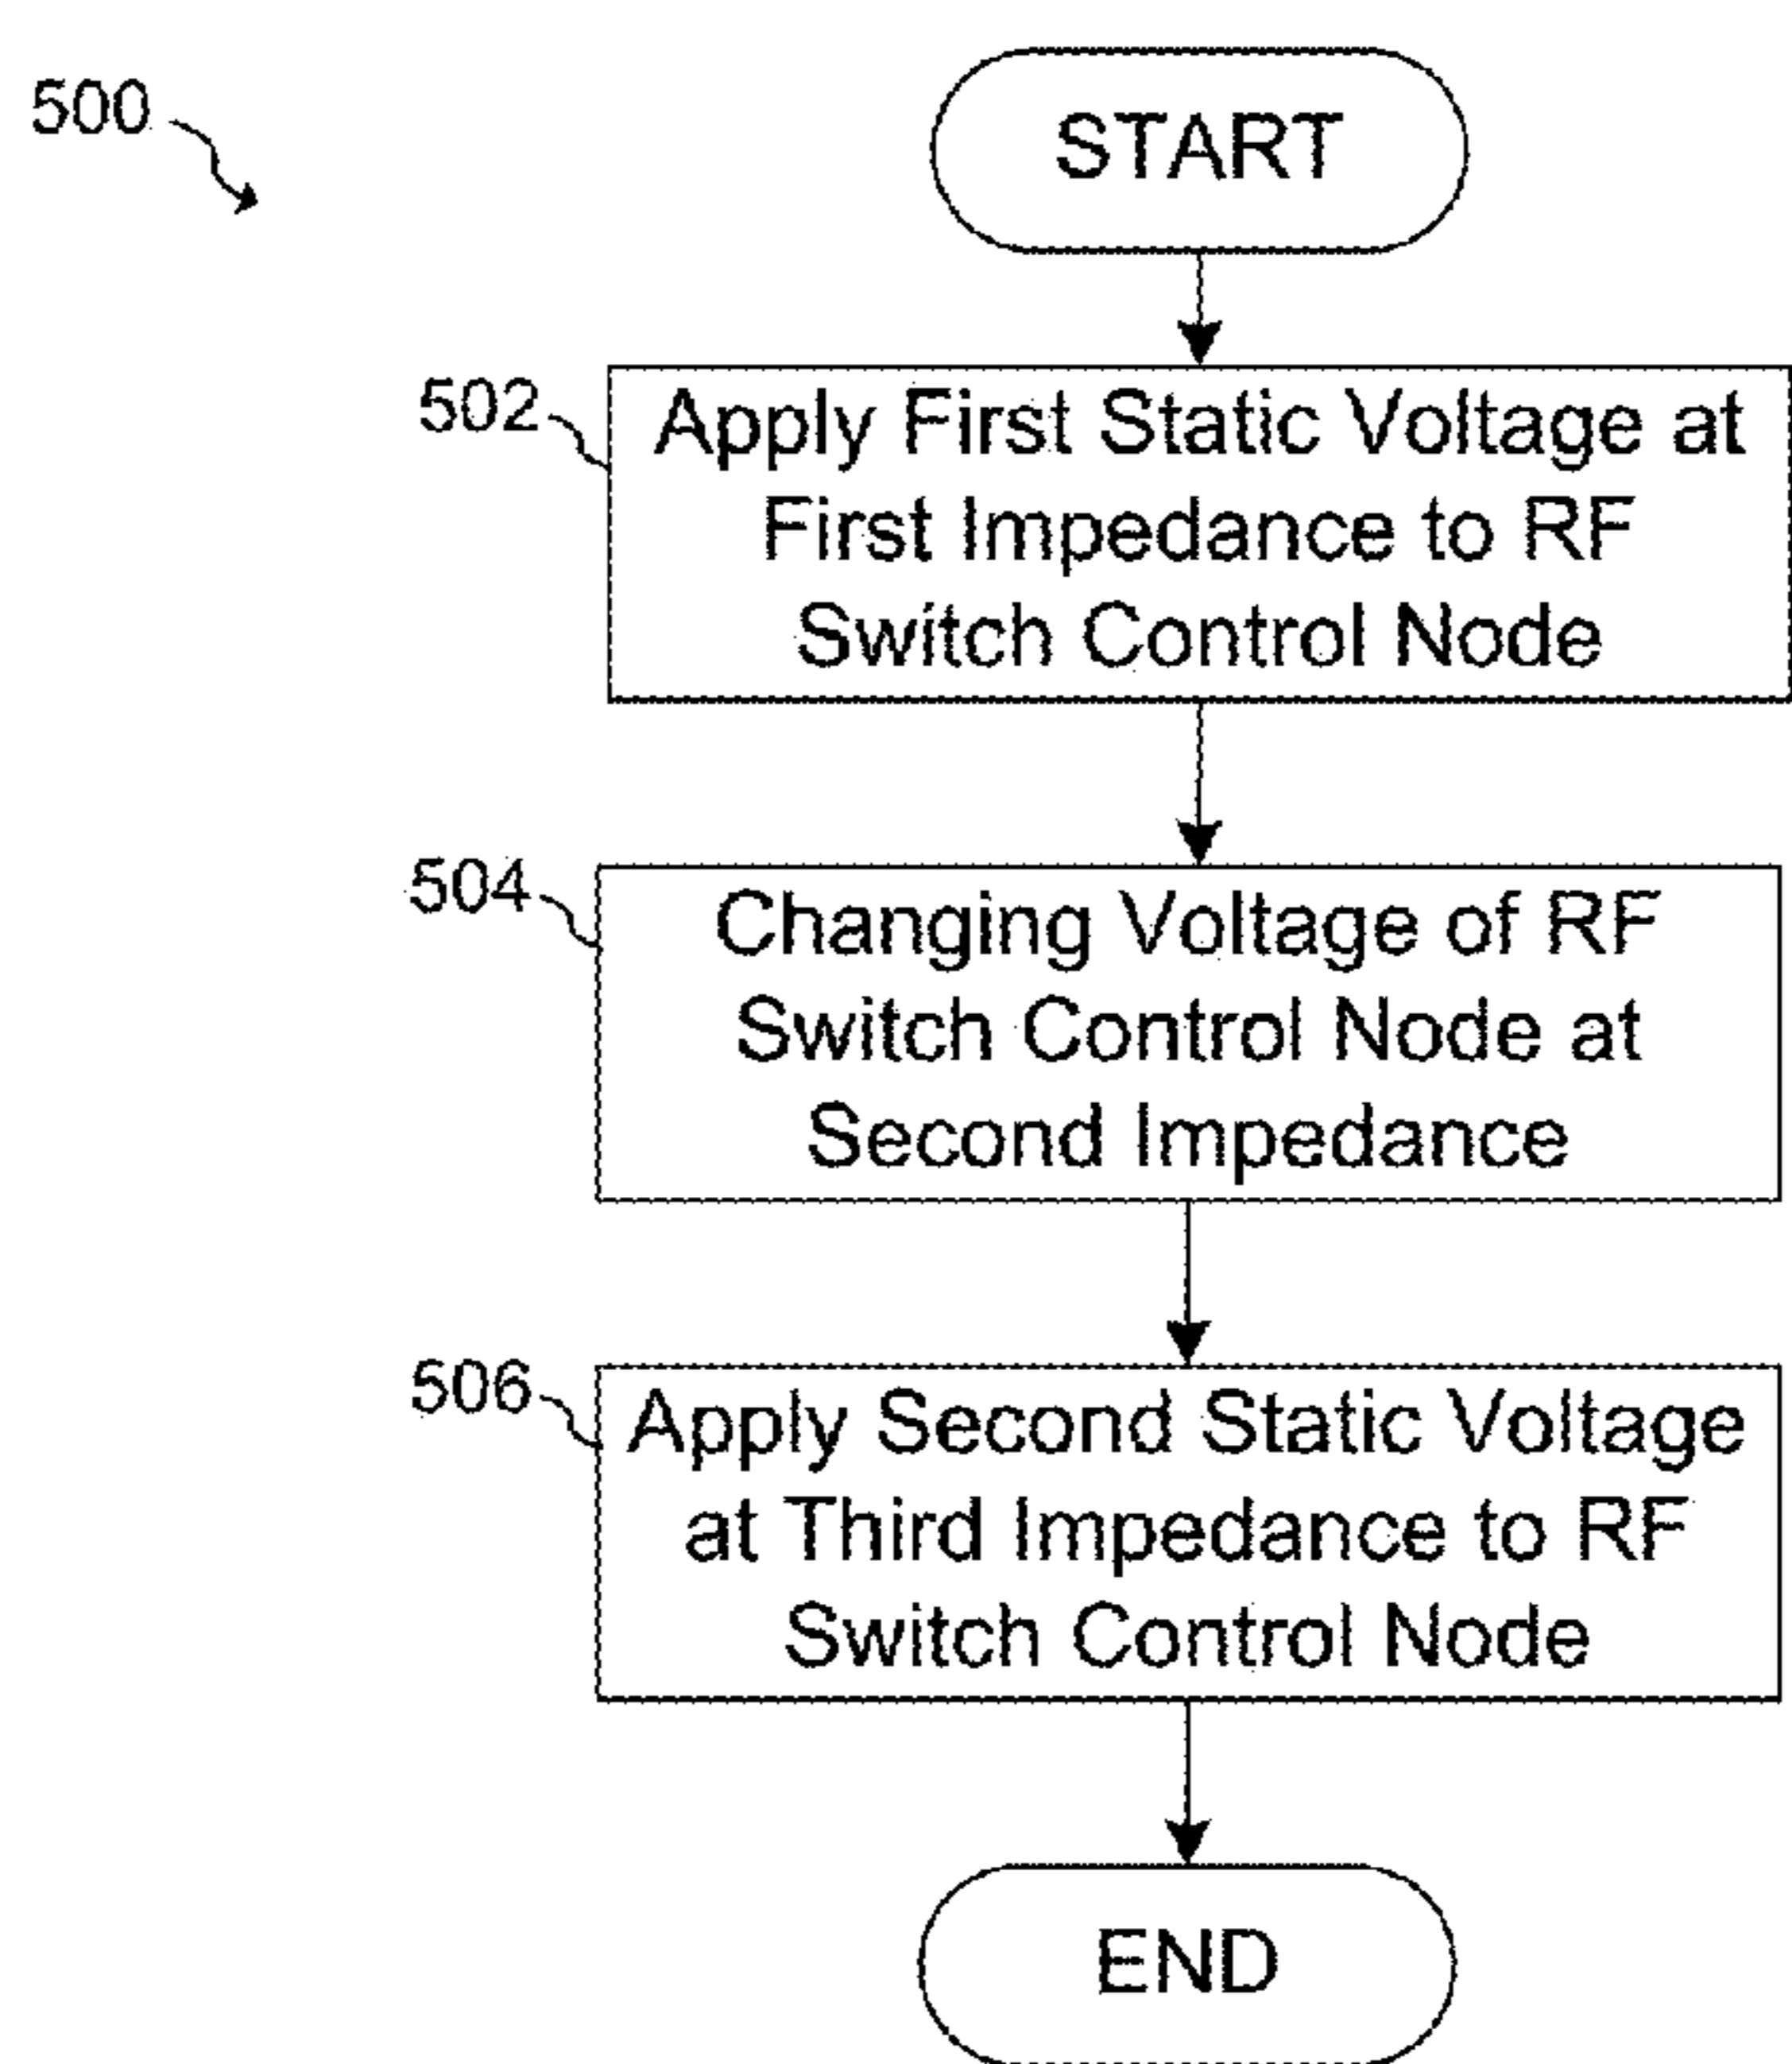 500
START
502
Apply First Static Voltage at
First Impedance to RF
Switch Control Node
504
Changing Voltage of RF
Switch Control Node at
Second Impedance
506
Apply Second Static Voltage
at Third Impedance to RF
Switch Control Node
END